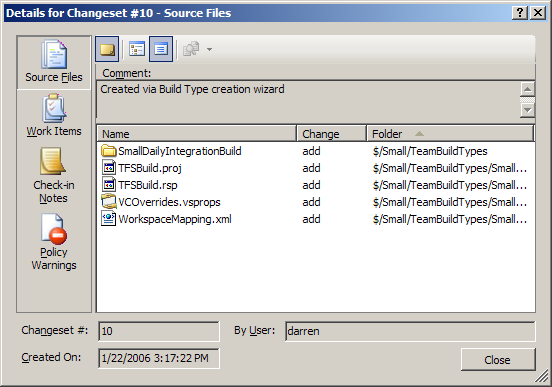 Details for Changeset #10 - Source Files
Source Files
Work Items
Check-in
Notes
Policy
Warnings
Comment:
Created via Build Type creation wizard
Name Change Folder
SmallDailyIntegrationBuild add $/Small/TeamBuildTypes
TFSBuild.proj add $/Small/TeamBuildTypes/Small...
TFSBuild.rsp add $/Small/TeamBuildTypes/Small...
VCOverrides.vsprops add $/Small/TeamBuildTypes/Small...
WorkspaceMapping.xml add $/Small/TeamBuildTypes/Small...
Changeset #: 10 By User: darren
Created On: 1/22/2006 3:17:22 PM
Close